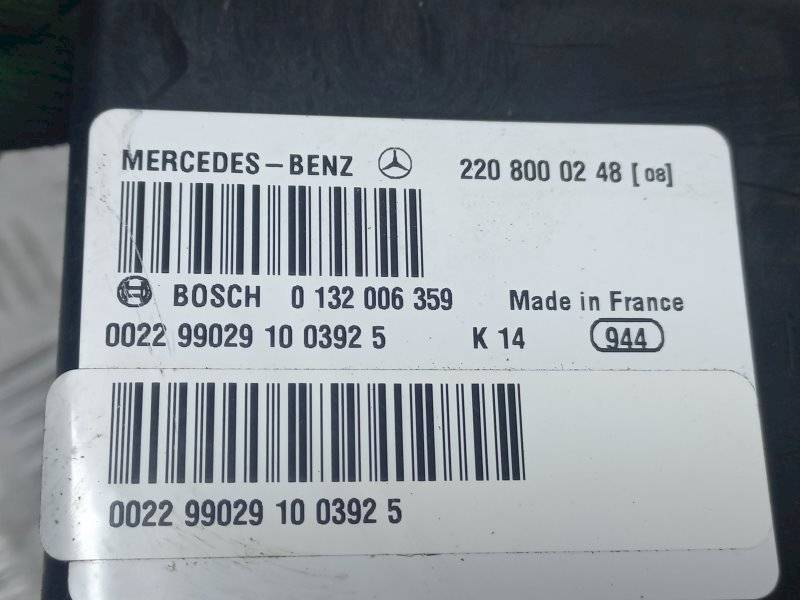 MERCEDES-BENZ 220 800 02 48 [08]
BOSCH 0 132 006 359 Made in France
0022 99029 10 0392 5 K 14 944
0022 99029 10 0392 5